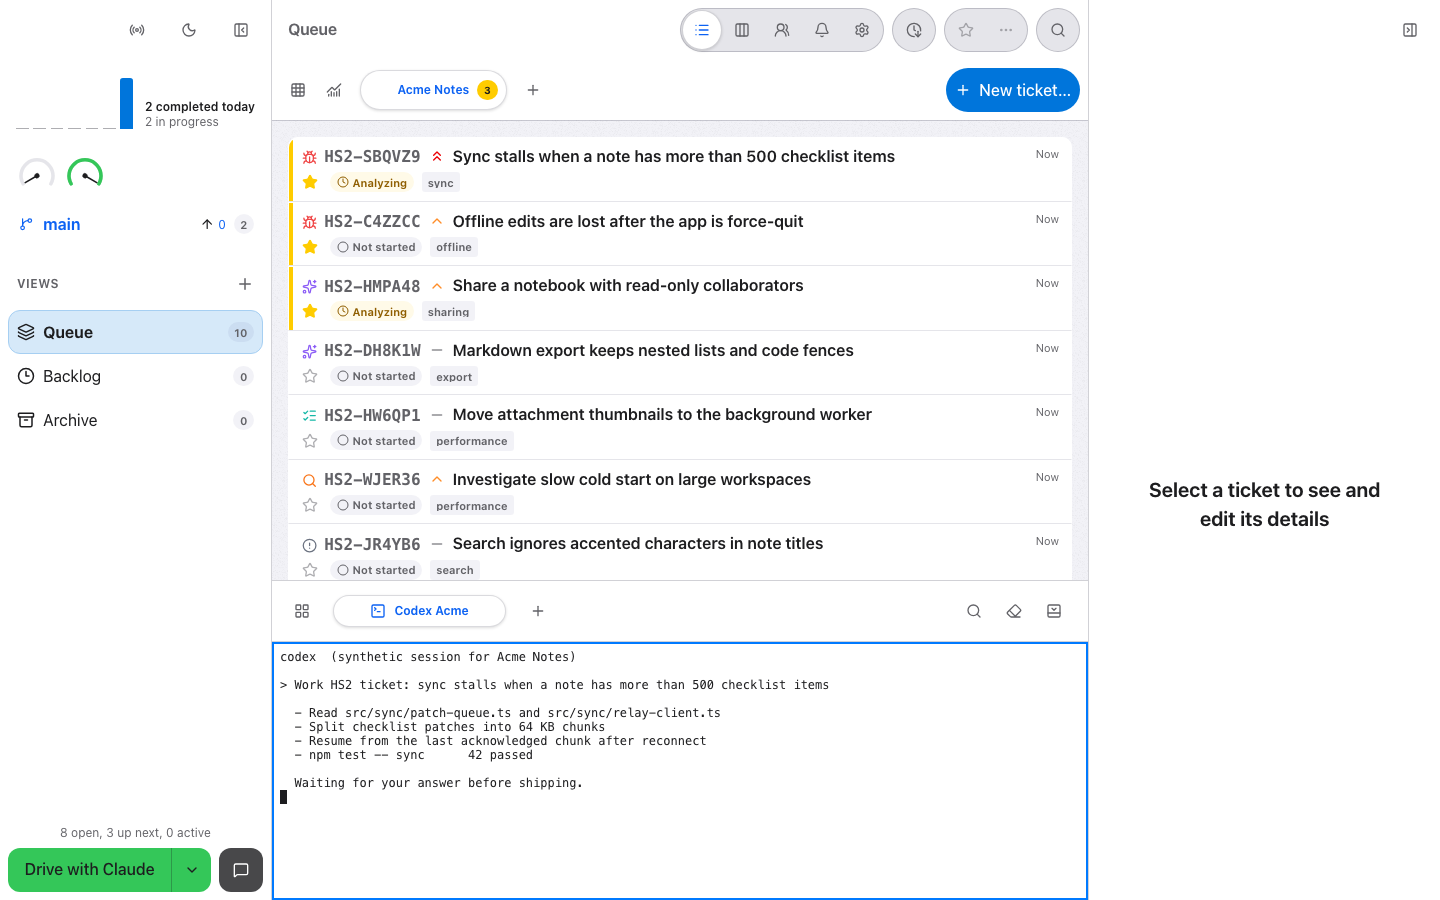 Queue
2 completed today
2 in progress
main
0
2
VIEWS
Queue
10
Backlog
0
Archive
0
8 open, 3 up next, 0 active
Drive with Claude
Acme Notes
3
New ticket...
HS2-SBQVZ9
Sync stalls when a note has more than 500 checklist items
Now
Analyzing
sync
HS2-C4ZZCC
Offline edits are lost after the app is force-quit
Now
Not started
offline
HS2-HMPA48
Share a notebook with read-only collaborators
Now
Analyzing
sharing
HS2-DH8K1W
Markdown export keeps nested lists and code fences
Now
Not started
export
HS2-HW6QP1
Move attachment thumbnails to the background worker
Now
Not started
performance
HS2-WJER36
Investigate slow cold start on large workspaces
Now
Not started
performance
HS2-JR4YB6
Search ignores accented characters in note titles
Now
Not started
search
Codex Acme
codex  (synthetic session for Acme Notes)
> Work HS2 ticket: sync stalls when a note has more than 500 checklist items
- Read src/sync/patch-queue.ts and src/sync/relay-client.ts
- Split checklist patches into 64 KB chunks
- Resume from the last acknowledged chunk after reconnect
- npm test -- sync      42 passed
Waiting for your answer before shipping.
Select a ticket to see and
edit its details